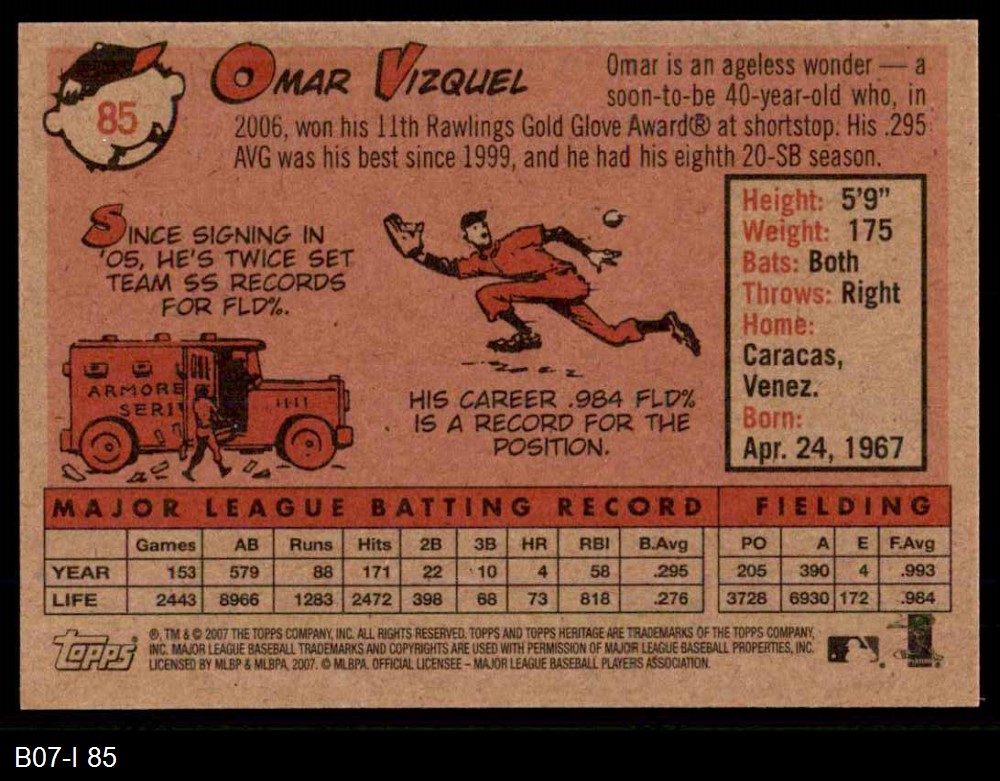 85
OMAR VIZQUEL
Omar is an ageless wonder — a
soon-to-be 40-year-old who, in
2006, won his 11th Rawlings Gold Glove Award® at shortstop. His .295
AVG was his best since 1999, and he had his eighth 20-SB season.
SINCE SIGNING IN
'05, HE'S TWICE SET
TEAM SS RECORDS
FOR FLD%.
ARMORE
SERI
HIS CAREER .984 FLD%
IS A RECORD FOR THE
POSITION.
Height: 5'9"
Weight: 175
Bats: Both
Throws: Right
Home:
Caracas,
Venez.
Born:
Apr. 24, 1967
MAJOR LEAGUE BATTING RECORD FIELDING
Games AB Runs Hits 2B 3B HR RBI B.Avg PO A E F.Avg
YEAR 153 579 88 171 22 10 4 58 .295 205 390 4 .993
LIFE 2443 8966 1283 2472 398 68 73 818 .276 3728 6930 172 .984
Topps
®, TM & © 2007 THE TOPPS COMPANY, INC. ALL RIGHTS RESERVED. TOPPS AND TOPPS HERITAGE ARE TRADEMARKS OF THE TOPPS COMPANY,
INC. MAJOR LEAGUE BASEBALL TRADEMARKS AND COPYRIGHTS ARE USED WITH PERMISSION OF MAJOR LEAGUE BASEBALL PROPERTIES, INC.
LICENSED BY MLBP & MLBPA, 2007. © MLBPA. OFFICIAL LICENSEE – MAJOR LEAGUE BASEBALL PLAYERS ASSOCIATION.
B07-I 85